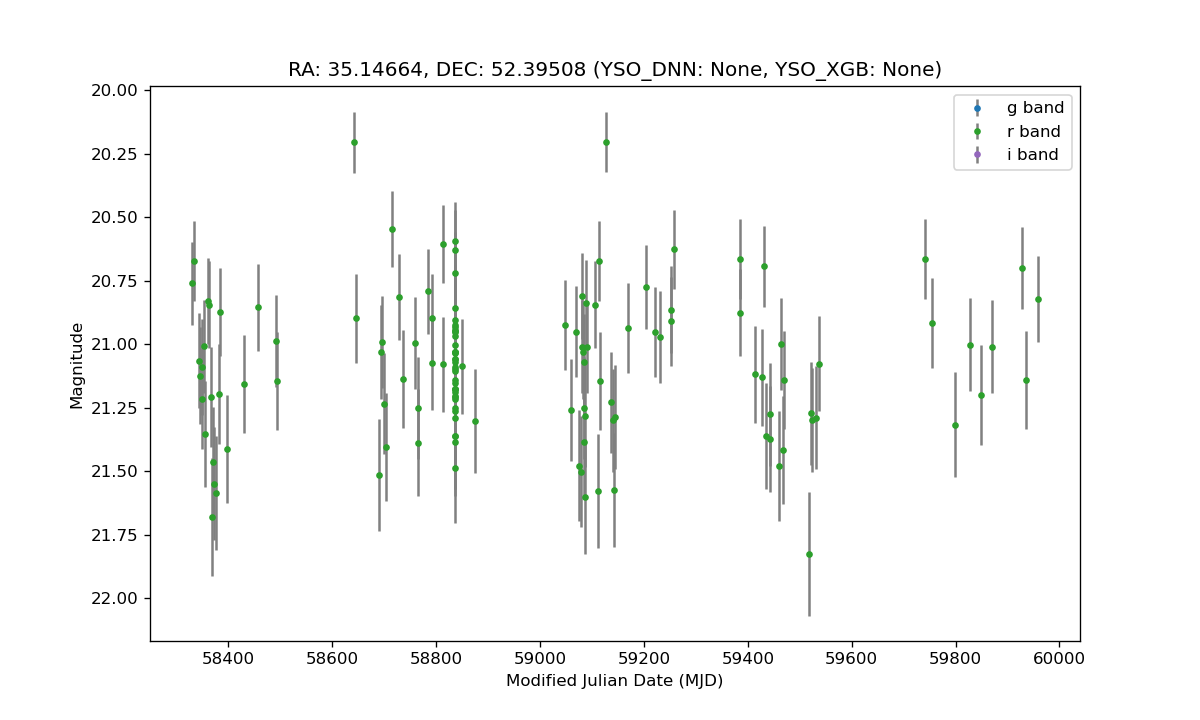 RA: 35.14664, DEC: 52.39508 (YSO_DNN: None, YSO_XGB: None)
g band
r band
i band
20.00
20.25
20.50
20.75
21.00
21.25
21.50
21.75
22.00
Magnitude
58400 58600 58800 59000 59200 59400 59600 59800 60000
Modified Julian Date (MJD)